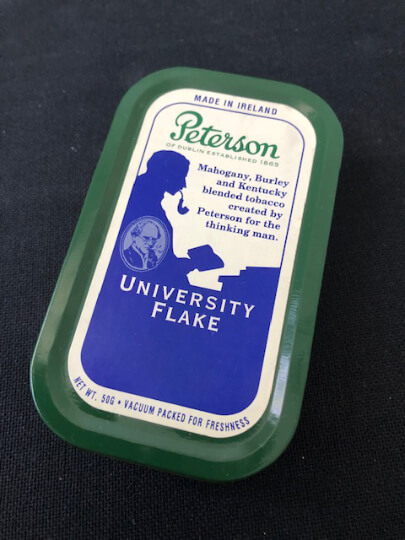 MADE IN IRELAND
Peterson
OF DUBLIN ESTABLISHED 1865
Mahogany, Burley
and Kentucky
blended tobacco
created by
Peterson for the
thinking man.
UNIVERSITY
FLAKE
NET WT. 50G • VACUUM PACKED FOR FRESHNESS